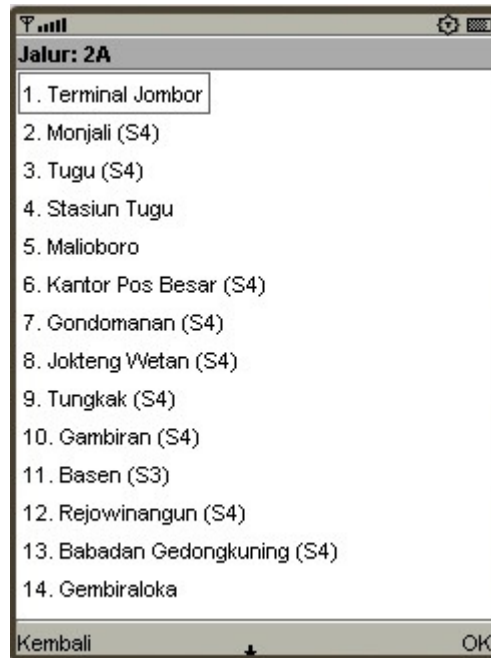 Jalur: 2A
1. Terminal Jombor
2. Monjali (S4)
3. Tugu (S4)
4. Stasiun Tugu
5. Malioboro
6. Kantor Pos Besar (S4)
7. Gondomanan (S4)
8. Jokteng Wetan (S4)
9. Tungkak (S4)
10. Gambiran (S4)
11. Basen (S3)
12. Rejowinangun (S4)
13. Babadan Gedongkuning (S4)
14. Gembiraloka
Kembali OK